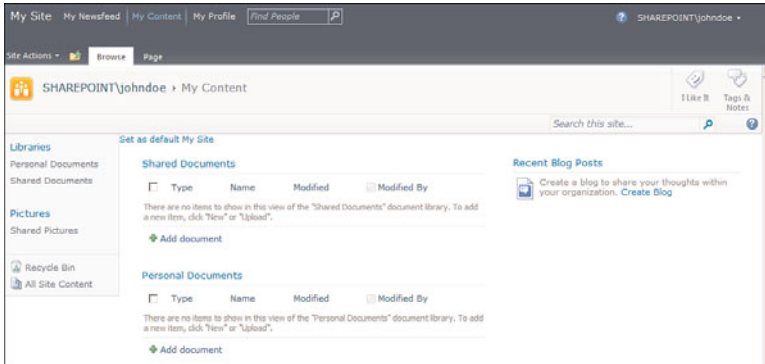 My Site My Newsfeed | My Content | My Profile Find People SHAREPOINT\johndoe
Site Actions Browse Page
SHAREPOINT\johndoe › My Content
I Like It Tags & Notes
Search this site...
Libraries
Personal Documents
Shared Documents
Pictures
Shared Pictures
Recycle Bin
All Site Content
Set as default My Site
Shared Documents
Type Name Modified Modified By
There are no items to show in this view of the "Shared Documents" document library. To add
a new item, click "New" or "Upload".
Add document
Personal Documents
Type Name Modified Modified By
There are no items to show in this view of the "Personal Documents" document library. To add
a new item, click "New" or "Upload".
Add document
Recent Blog Posts
Create a blog to share your thoughts within
your organization. Create Blog